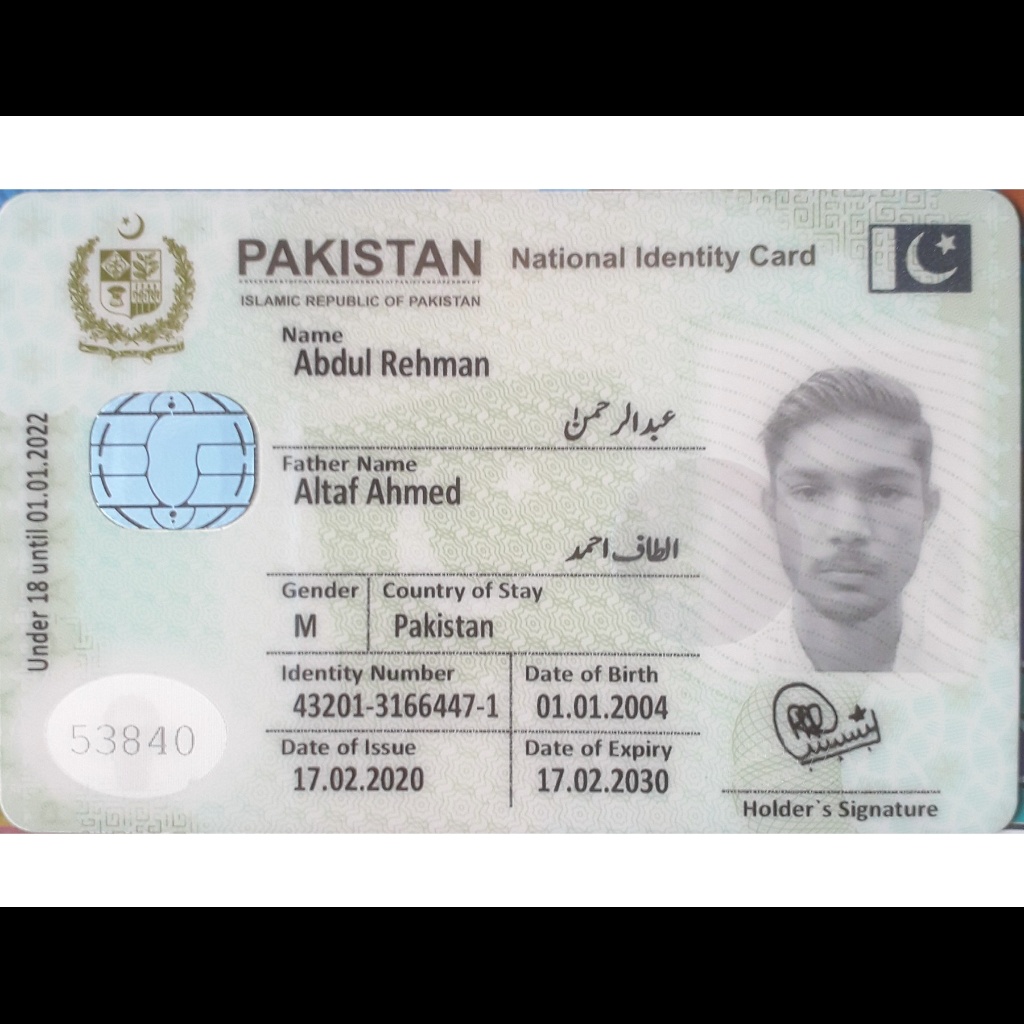 PAKISTAN National Identity Card
ISLAMIC REPUBLIC OF PAKISTAN
Name
Abdul Rehman
عبدالرحمٰن
Father Name
Altaf Ahmed
الطاف احمد
Gender Country of Stay
M Pakistan
Identity Number Date of Birth
43201-3166447-1 01.01.2004
Date of Issue Date of Expiry
17.02.2020 17.02.2030
Holder`s Signature
Under 18 until 01.01.2022
53840